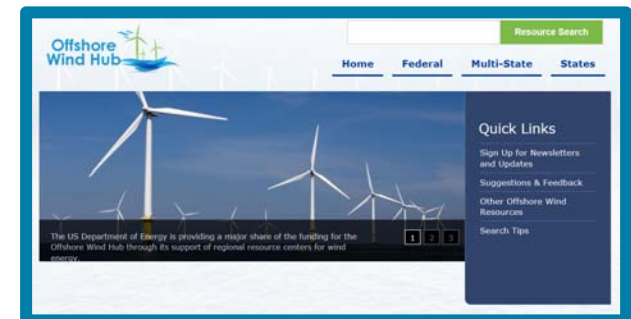 Offshore
Wind Hub
Resource Search
Home Federal Multi-State States
Quick Links
Sign Up for Newsletters
and Updates
Suggestions & Feedback
Other Offshore Wind
Resources
Search Tips
The US Department of Energy is providing a major share of the funding for the
Offshore Wind Hub through its support of regional resource centers for wind
energy.
1 2 3